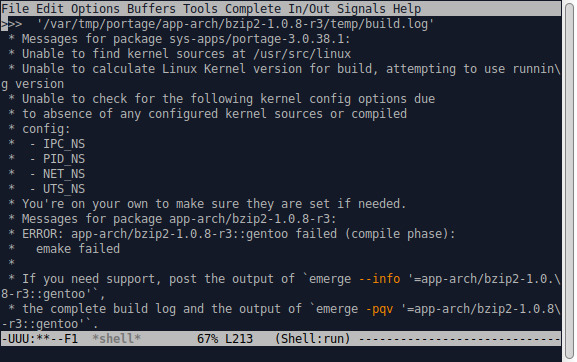 File Edit Options Buffers Tools Complete In/Out Signals Help
>>>  '/var/tmp/portage/app-arch/bzip2-1.0.8-r3/temp/build.log'
 * Messages for package sys-apps/portage-3.0.38.1:
 * Unable to find kernel sources at /usr/src/linux
 * Unable to calculate Linux Kernel version for build, attempting to use runnin\
g version
 * Unable to check for the following kernel config options due
 * to absence of any configured kernel sources or compiled
 * config:
 *  - IPC_NS
 *  - PID_NS
 *  - NET_NS
 *  - UTS_NS
 * You're on your own to make sure they are set if needed.
 * Messages for package app-arch/bzip2-1.0.8-r3:
 * ERROR: app-arch/bzip2-1.0.8-r3::gentoo failed (compile phase):
 *   emake failed
 *
 * If you need support, post the output of `emerge --info '=app-arch/bzip2-1.0.\
8-r3::gentoo'`,
 * the complete build log and the output of `emerge -pqv '=app-arch/bzip2-1.0.8\
-r3::gentoo'`.
-UUU:**--F1  *shell*        67% L213   (Shell:run) -----------------------------